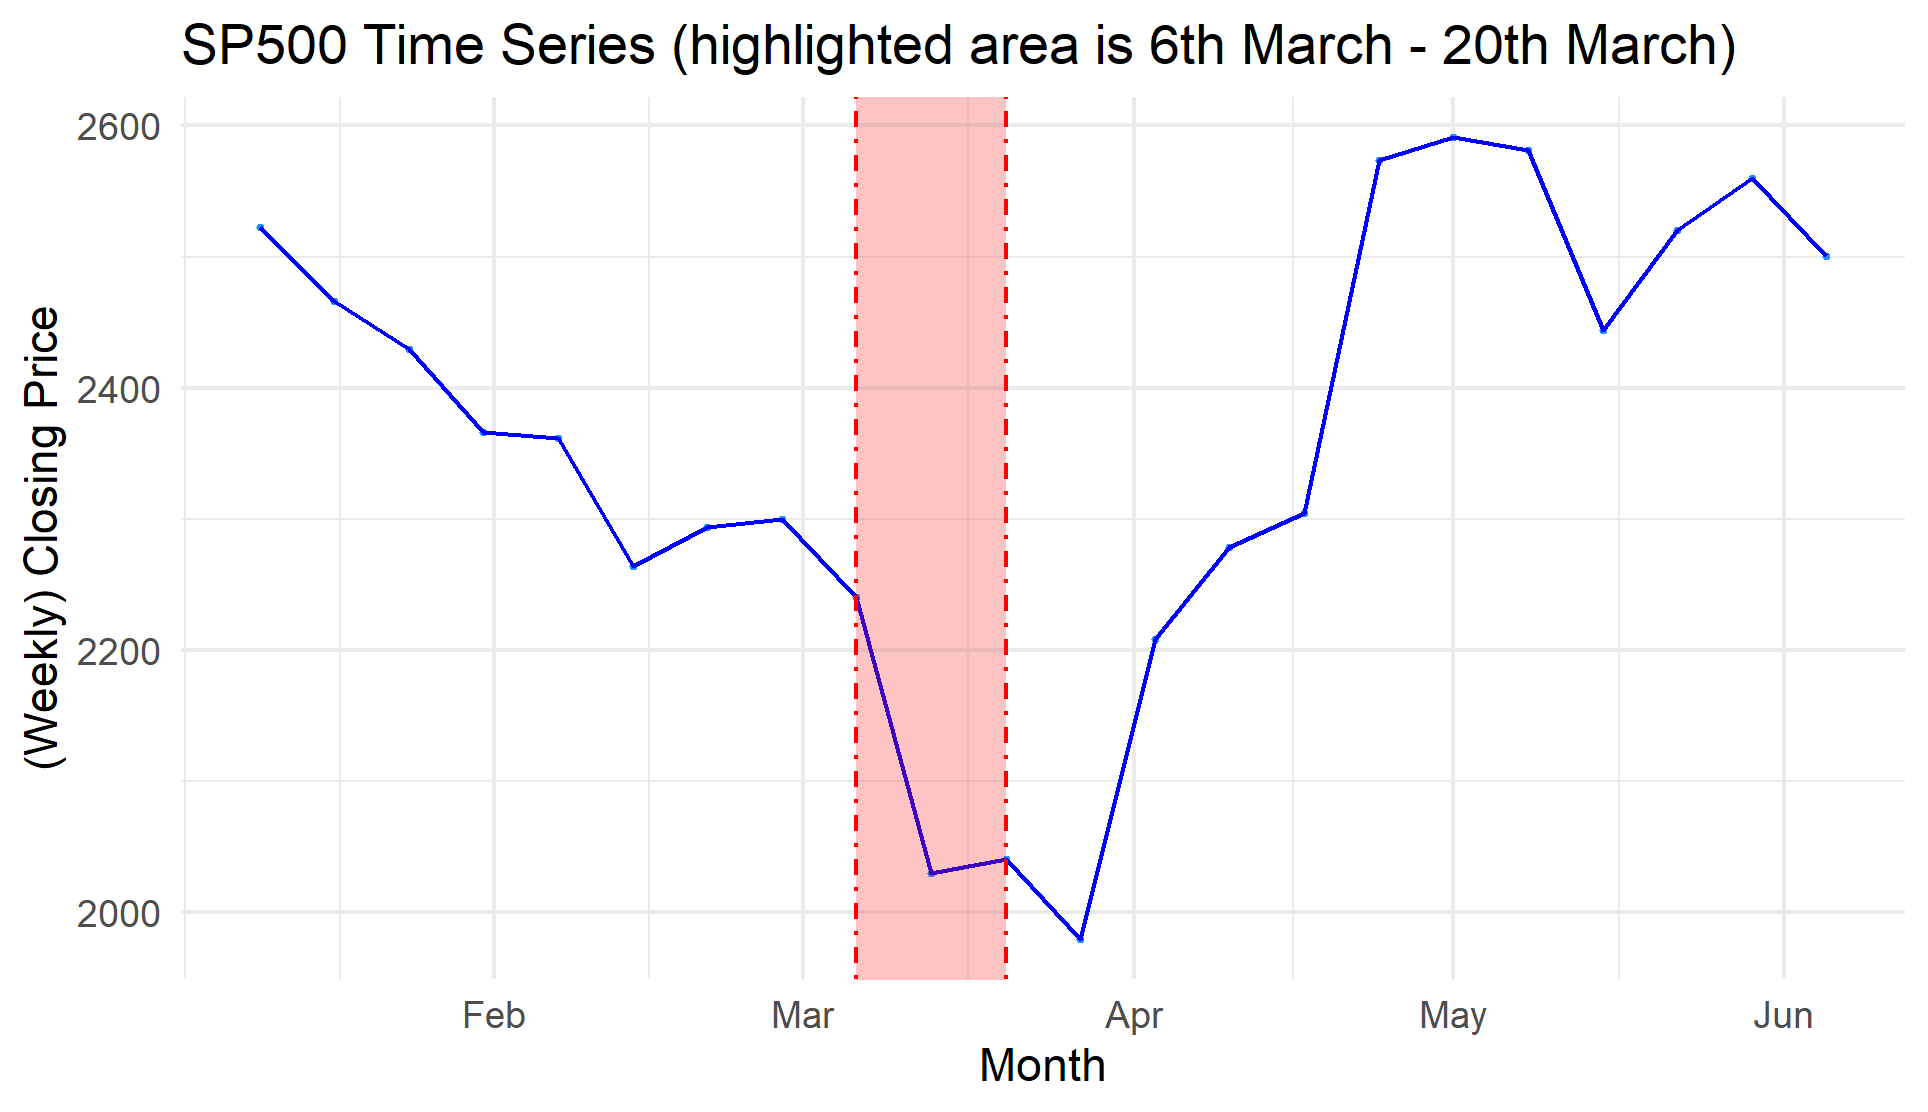 SP500 Time Series (highlighted area is 6th March - 20th March)
2600
2400
2200
2000
(Weekly) Closing Price
Feb Mar Apr May Jun
Month